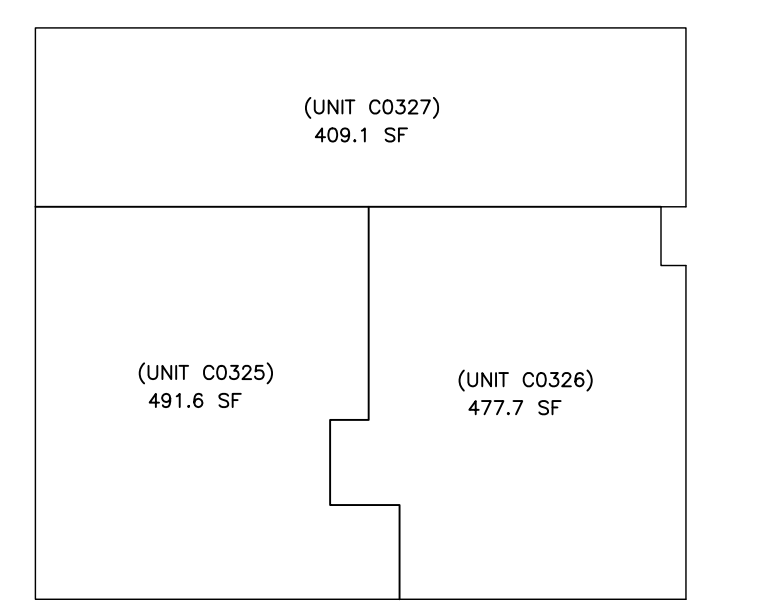 (UNIT C0327)
409.1 SF
(UNIT C0325)
491.6 SF
(UNIT C0326)
477.7 SF